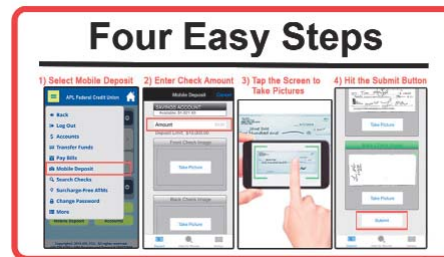 Four Easy Steps
1) Select Mobile Deposit
APL Federal Credit Union
Back
Log Out
Accounts
Transfer Funds
Pay Bills
Mobile Deposit
Search Checks
Surcharge-Free ATMs
Change Password
More
2) Enter Check Amount
Mobile Deposit
Cancel
SAVINGS ACCOUNT
Amount
Front Check Image
Take Picture
Back Check Image
Take Picture
3) Tap the Screen to
Take Pictures
4) Hit the Submit Button
Take Picture
Take Picture
Submit